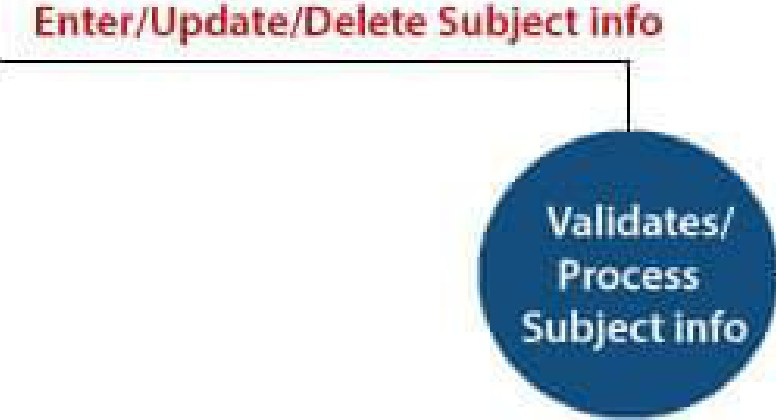 Enter/Update/Delete Subject info
Validates/
Process
Subject info